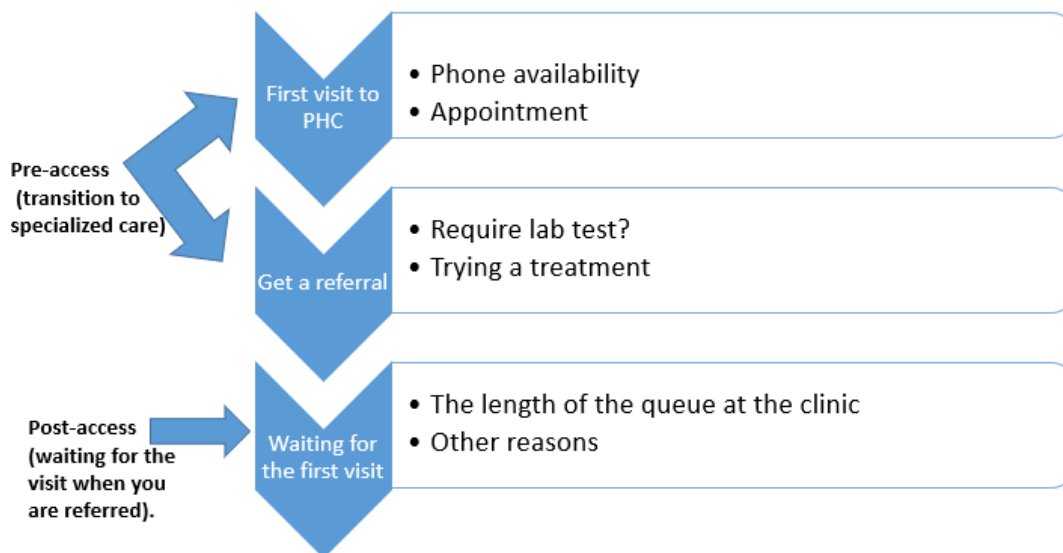 First visit to
PHC
• Phone availability
• Appointment
Pre-access
(transition to
specialized care)
Get a referral
• Require lab test?
• Trying a treatment
Post-access
(waiting for the
visit when you
are referred).
Waiting for
the first visit
• The length of the queue at the clinic
• Other reasons